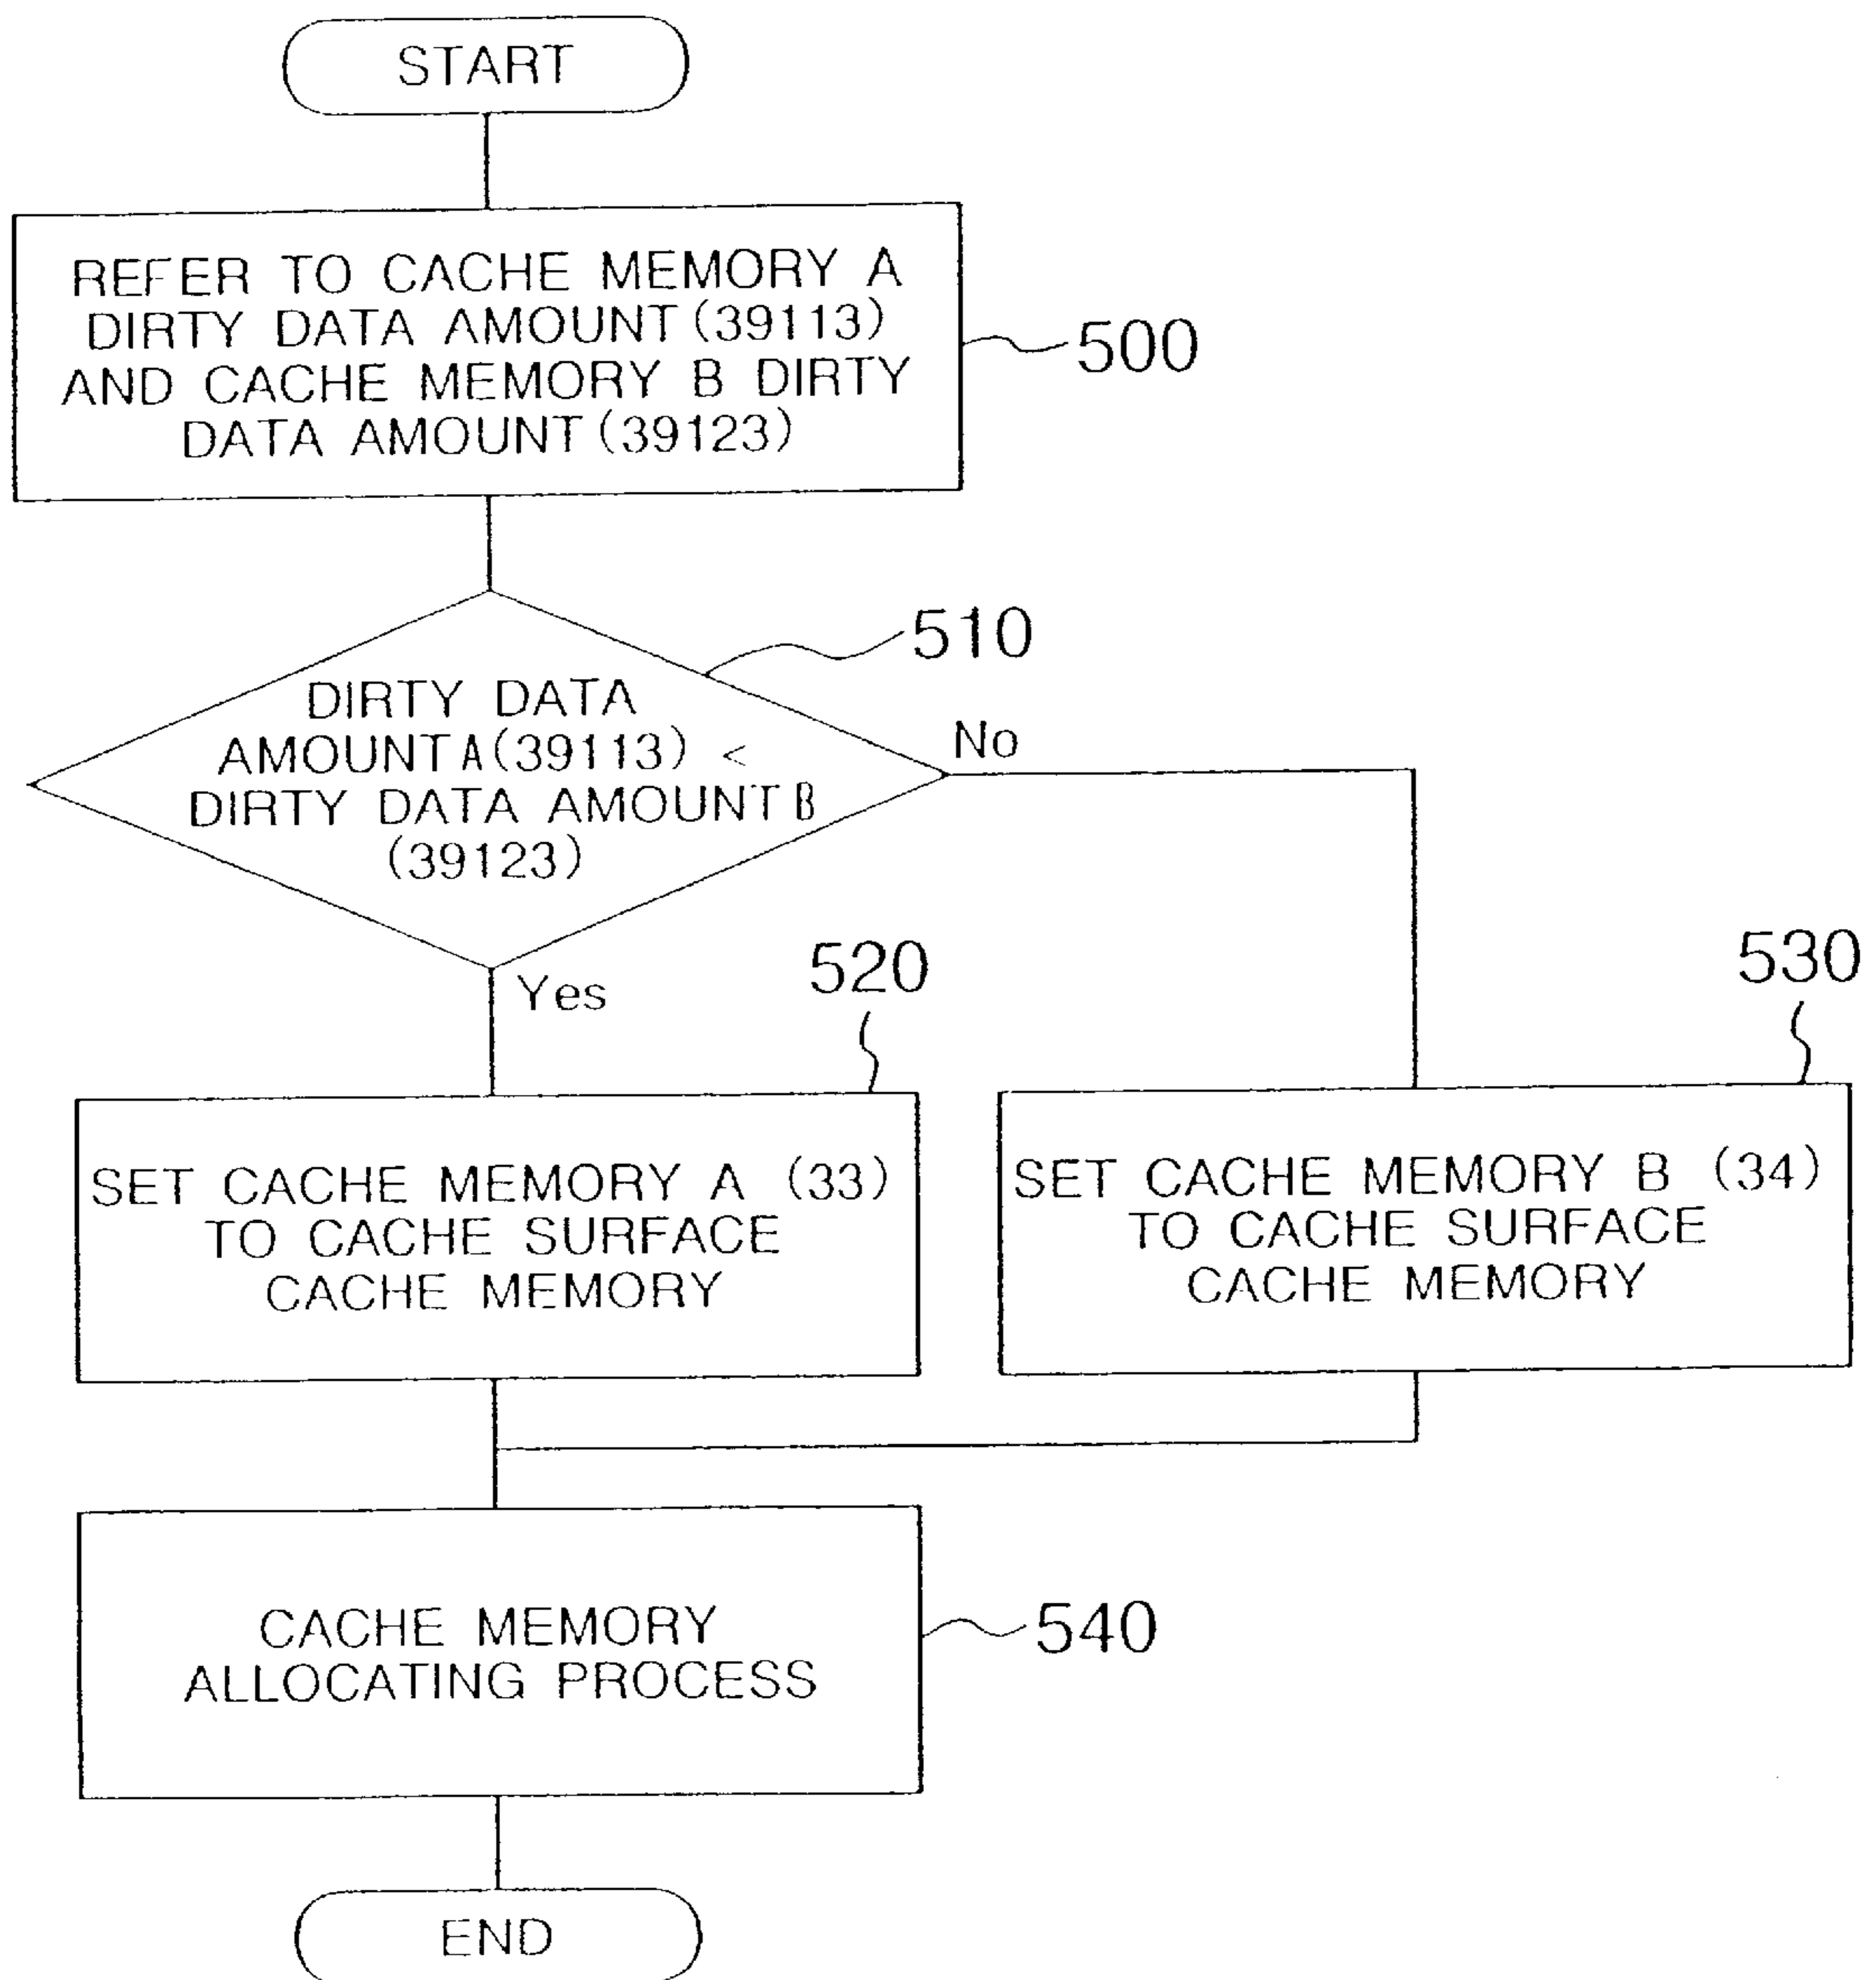 START
REFER TO CACHE MEMORY A
DIRTY DATA AMOUNT(39113)
AND CACHE MEMORY B DIRTY
DATA AMOUNT(39123)
500
510
DIRTY DATA
AMOUNT A(39113) <
DIRTY DATA AMOUNT B
(39123)
No
Yes
520
530
SET CACHE MEMORY A (33)
TO CACHE SURFACE
CACHE MEMORY
SET CACHE MEMORY B (34)
TO CACHE SURFACE
CACHE MEMORY
CACHE MEMORY
ALLOCATING PROCESS
540
END